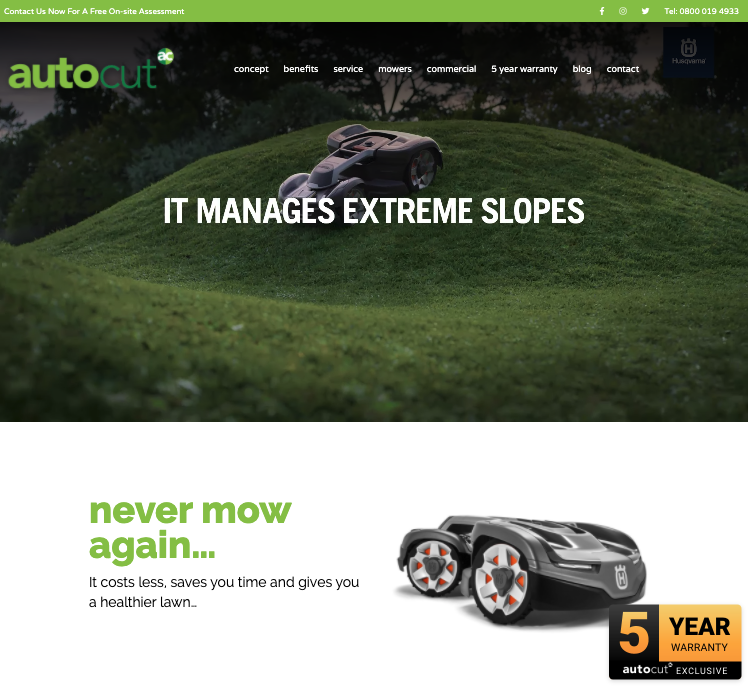 Contact Us Now For A Free On-site Assessment
Tel: 0800 019 4933
autocut
ac
concept benefits service mowers commercial 5 year warranty blog contact
Husqvarna
IT MANAGES EXTREME SLOPES
never mow
again...
It costs less, saves you time and gives you
a healthier lawn...
5 YEAR
WARRANTY
autocut EXCLUSIVE